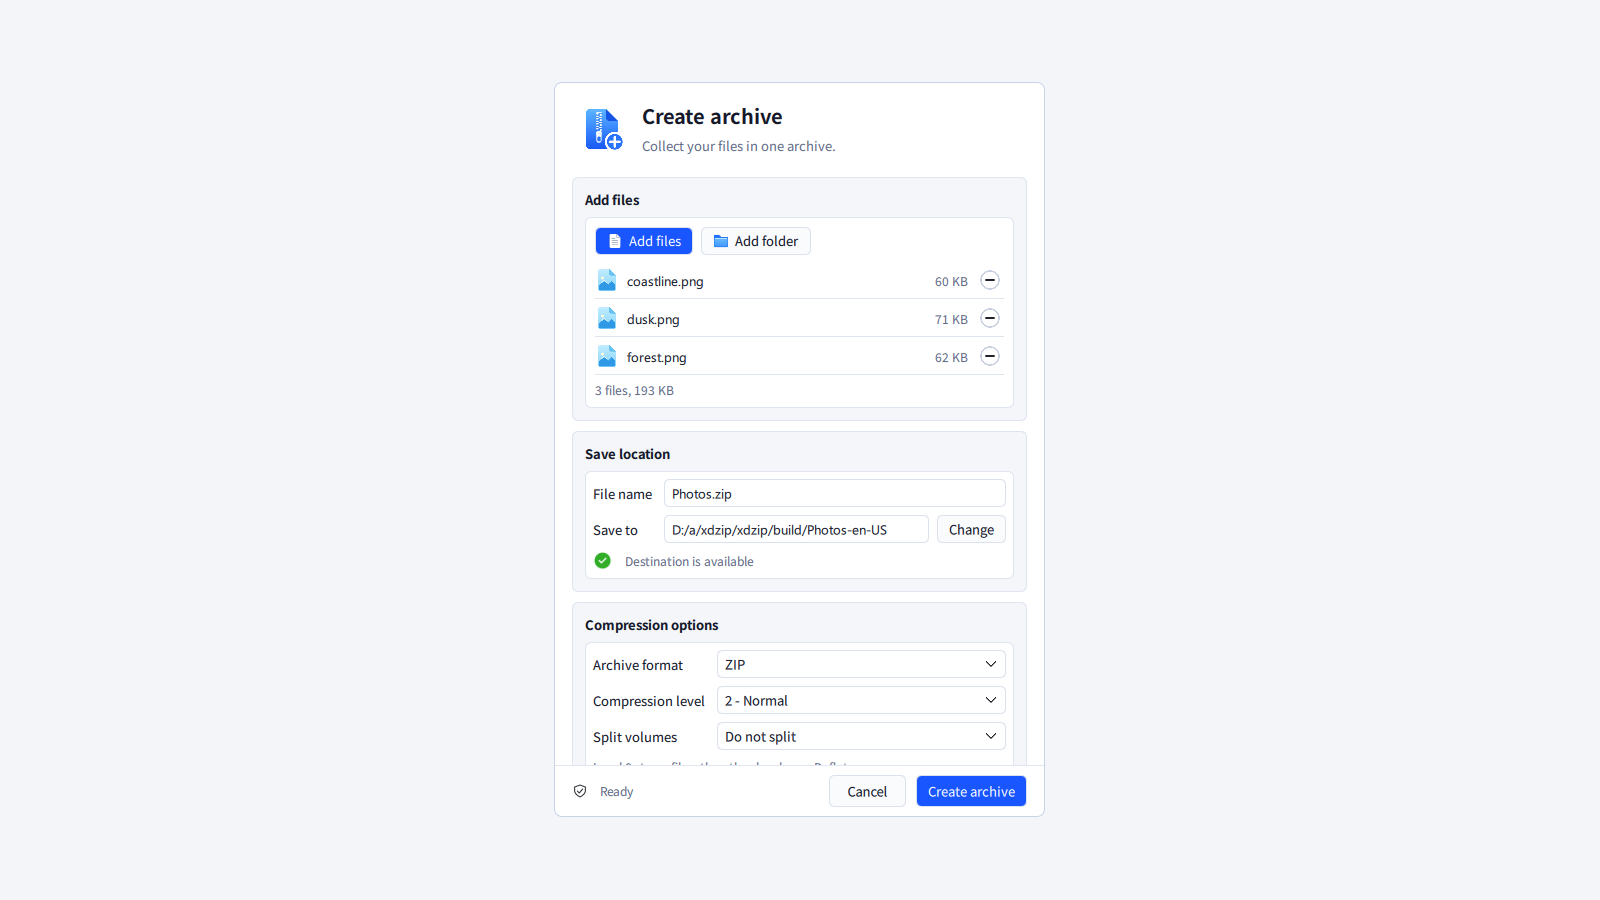 Create archive
Collect your files in one archive.
Add files
Add files
Add folder
coastline.png 60 KB
dusk.png 71 KB
forest.png 62 KB
3 files, 193 KB
Save location
File name Photos.zip
Save to D:/a/xdzip/xdzip/build/Photos-en-US Change
Destination is available
Compression options
Archive format ZIP
Compression level 2 - Normal
Split volumes Do not split
Ready Cancel Create archive